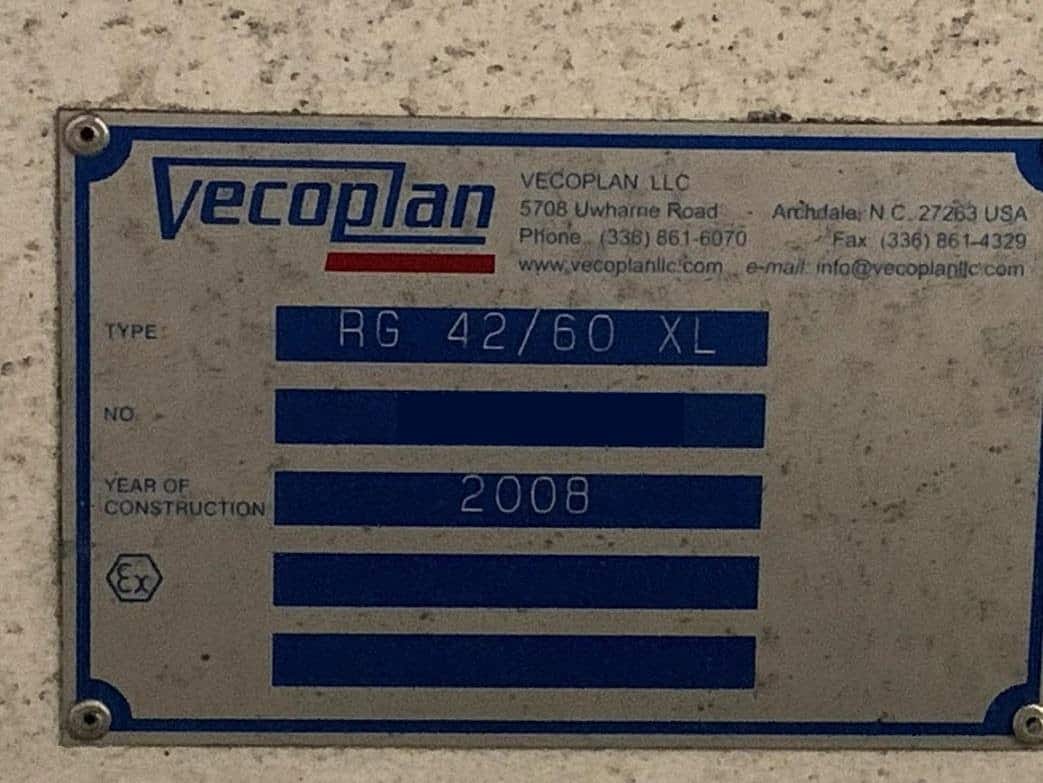 Vecoplan
VECOPLAN LLC
5708 Uwharrie Road - Archdale, N.C. 27263 USA
Phone (336) 861-6070 Fax (336) 861-4329
www.vecoplanllc.com e-mail: info@vecoplanllc.com
TYPE RG 42/60 XL
NO.
YEAR OF
CONSTRUCTION 2008
Ex